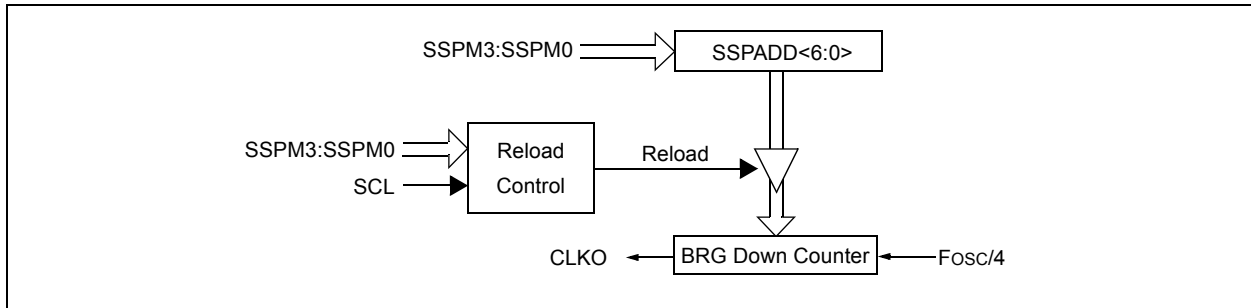 SSPM3:SSPM0
SSPADD<6:0>
SSPM3:SSPM0
SCL
Reload
Control
Reload
CLKO
BRG Down Counter
FOSC/4